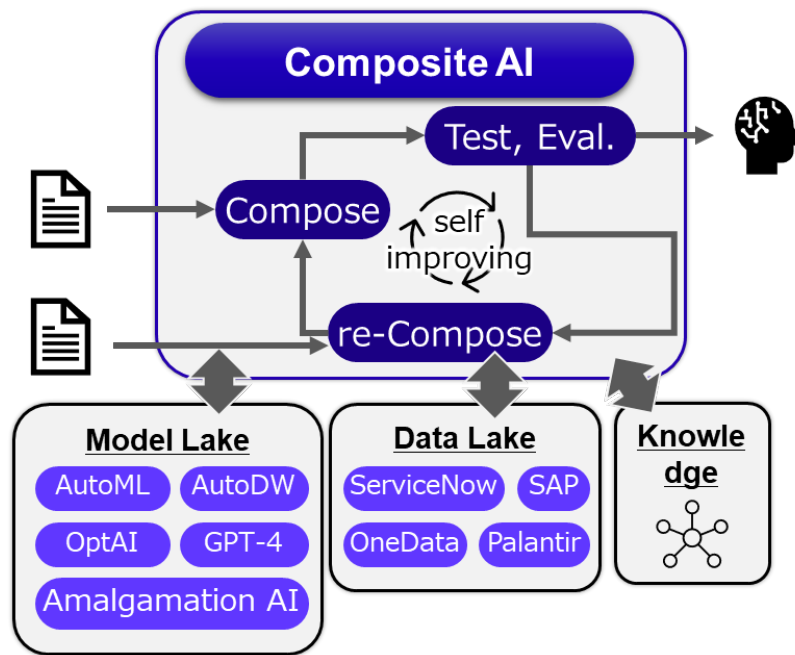 Composite AI
Test, Eval.
Compose
self
improving
re-Compose
Model Lake
AutoML
AutoDW
OptAI
GPT-4
Amalgamation AI
Data Lake
ServiceNow
SAP
OneData
Palantir
Knowle
dge